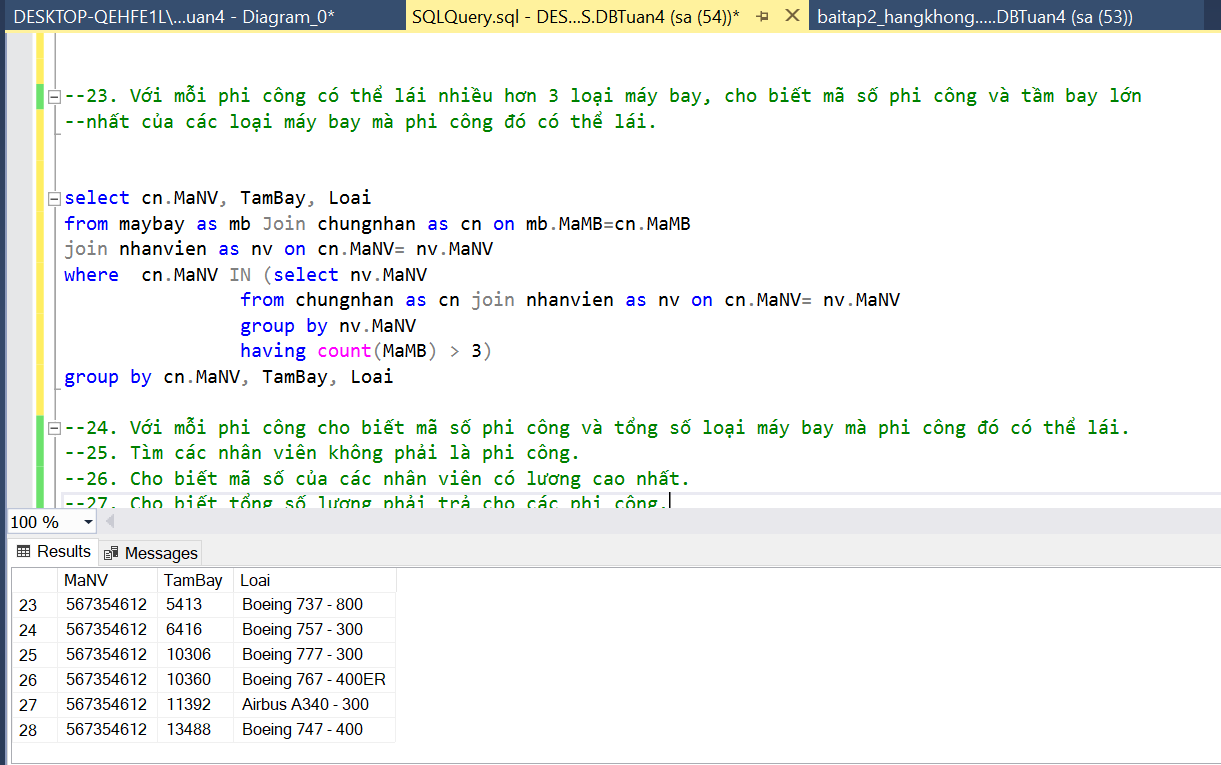 DESKTOP-QEHFE1L\...uan4 - Diagram_0*
SQLQuery.sql - DES...S.DBTuan4 (sa (54))*
baitap2_hangkhong.....DBTuan4 (sa (53))
--23. Với mỗi phi công có thể lái nhiều hơn 3 loại máy bay, cho biết mã số phi công và tầm bay lớn
--nhất của các loại máy bay mà phi công đó có thể lái.
select cn.MaNV, TamBay, Loai
from maybay as mb Join chungnhan as cn on mb.MaMB=cn.MaMB
join nhanvien as nv on cn.MaNV= nv.MaNV
where  cn.MaNV IN (select nv.MaNV
from chungnhan as cn join nhanvien as nv on cn.MaNV= nv.MaNV
group by nv.MaNV
having count(MaMB) > 3)
group by cn.MaNV, TamBay, Loai
--24. Với mỗi phi công cho biết mã số phi công và tổng số loại máy bay mà phi công đó có thể lái.
--25. Tìm các nhân viên không phải là phi công.
--26. Cho biết mã số của các nhân viên có lương cao nhất.
--27. Cho biết tổng số lương phải trả cho các phi công.
100 %
Results
Messages
MaNV TamBay Loai
23 567354612 5413 Boeing 737 - 800
24 567354612 6416 Boeing 757 - 300
25 567354612 10306 Boeing 777 - 300
26 567354612 10360 Boeing 767 - 400ER
27 567354612 11392 Airbus A340 - 300
28 567354612 13488 Boeing 747 - 400